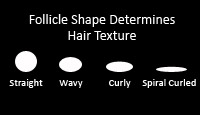 Follicle Shape Determines
Hair Texture
Straight Wavy Curly Spiral Curled